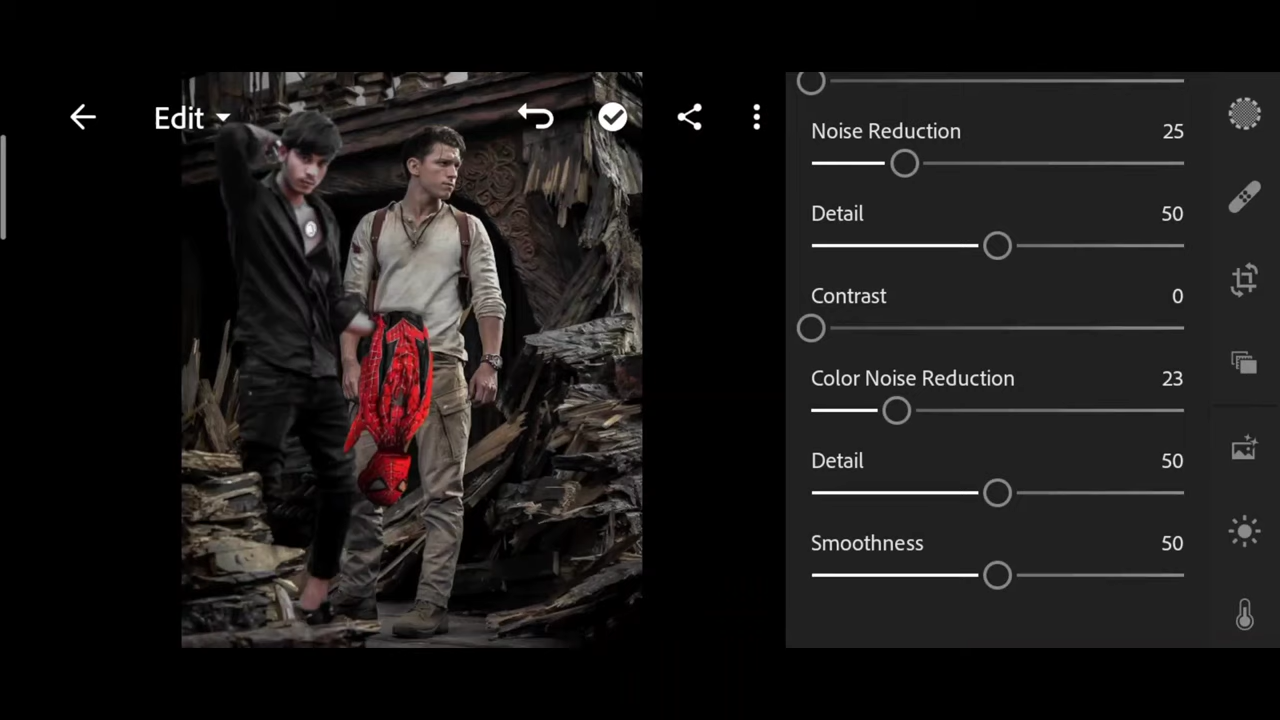 Edit
Noise Reduction 25
Detail 50
Contrast 0
Color Noise Reduction 23
Detail 50
Smoothness 50